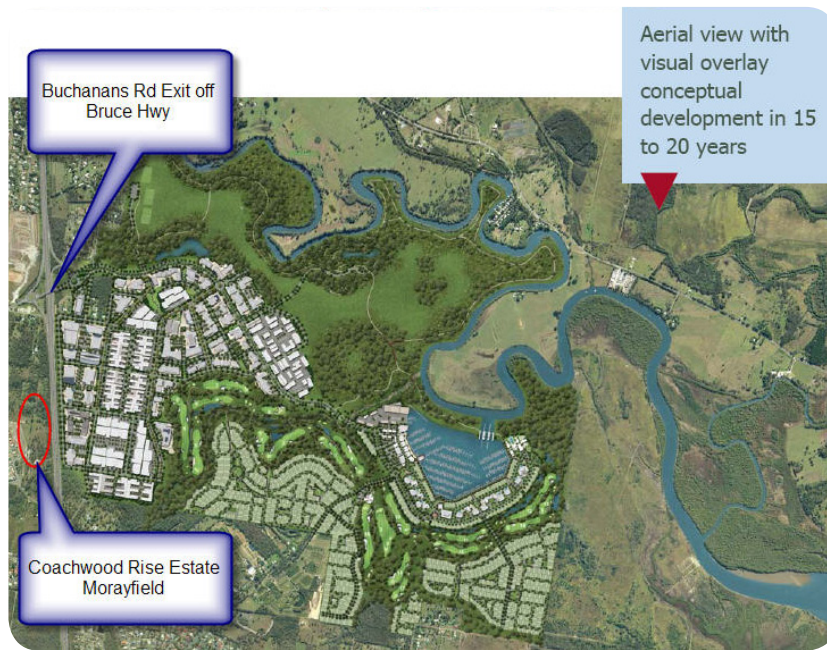 Aerial view with
visual overlay
conceptual
development in 15
to 20 years
Buchanans Rd Exit off
Bruce Hwy
Coachwood Rise Estate
Morayfield